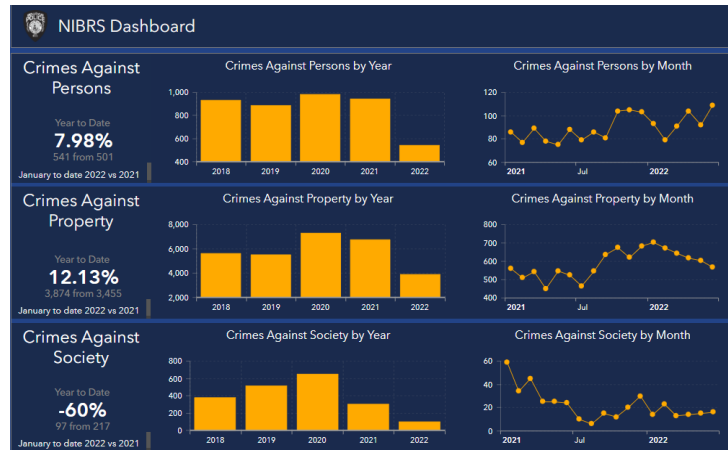 NIBRS Dashboard
Crimes Against
Persons
Year to Date
7.98%
541 from 501
January to date 2022 vs 2021
Crimes Against Persons by Year
1,000
800
600
400
2018 2019 2020 2021 2022
Crimes Against Persons by Month
120
100
80
60
2021 Jul 2022
Crimes Against
Property
Year to Date
12.13%
3,874 from 3,455
January to date 2022 vs 2021
Crimes Against Property by Year
8,000
6,000
4,000
2,000
2018 2019 2020 2021 2022
Crimes Against Property by Month
800
700
600
500
400
2021 Jul 2022
Crimes Against
Society
Year to Date
-60%
97 from 217
January to date 2022 vs 2021
Crimes Against Society by Year
800
600
400
200
0
2018 2019 2020 2021 2022
Crimes Against Society by Month
60
40
20
0
2021 Jul 2022